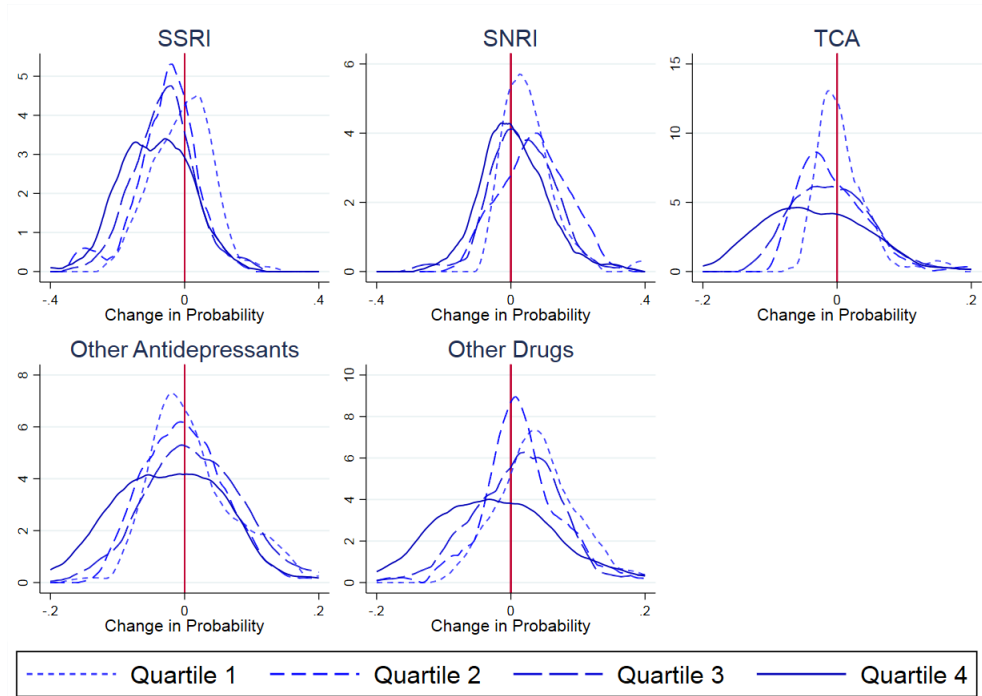 SSRI
SNRI
TCA
5
4
3
2
1
0
-.4
0
.4
Change in Probability
6
4
2
0
-.4
0
.4
Change in Probability
15
10
5
0
-.2
0
.2
Change in Probability
Other Antidepressants
Other Drugs
8
6
4
2
0
-.2
0
.2
Change in Probability
10
8
6
4
2
0
-.2
0
.2
Change in Probability
Quartile 1
Quartile 2
Quartile 3
Quartile 4